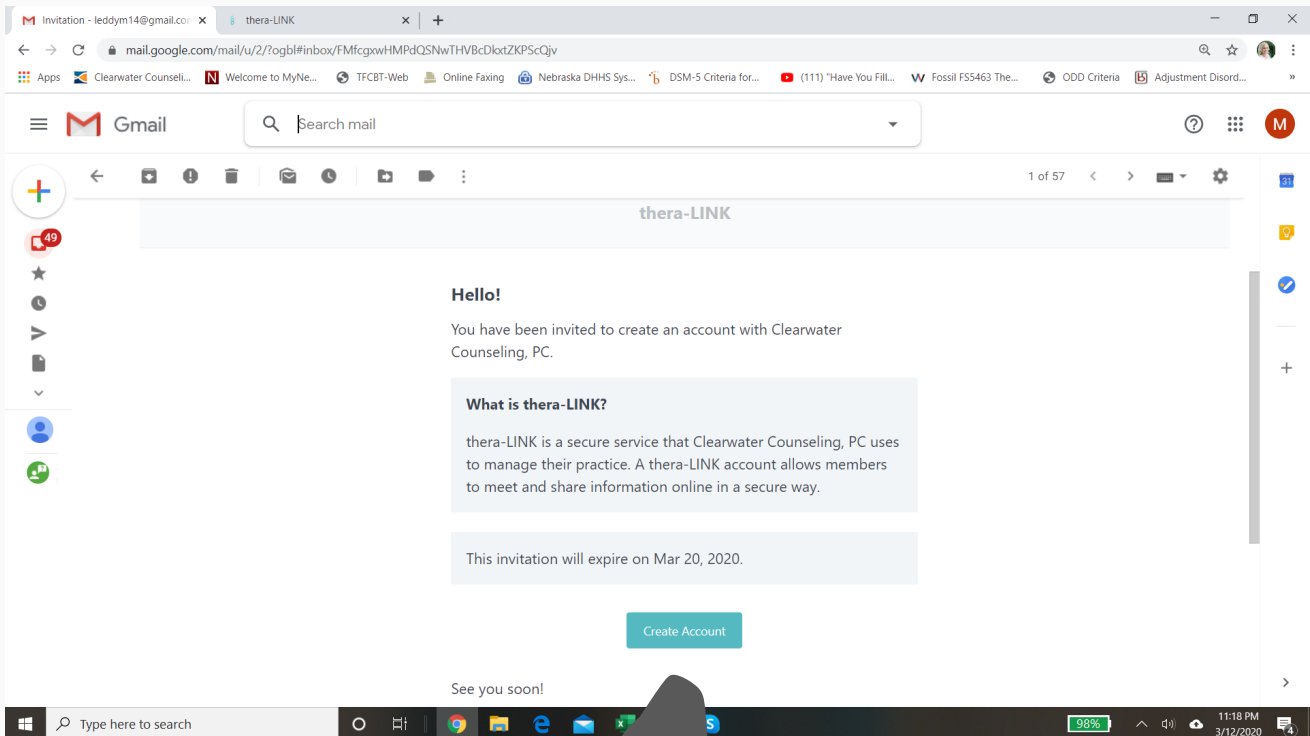 Invitation - leddym14@gmail.con
thera-LINK
mail.google.com/mail/u/2/?ogbl#inbox/FMfcgxwHMPdQSNwTHVBcDkxtZKPScQjv
Apps Clearwater Counseli... N Welcome to MyNe... TFCBT-Web Online Faxing Nebraska DHHS Sys... DSM-5 Criteria for... (111) "Have You Fill... W Fossil FS5463 The... ODD Criteria Adjustment Disord... »
Gmail
Search mail
M
1 of 57
31
49
thera-LINK
Hello!
You have been invited to create an account with Clearwater
Counseling, PC.
What is thera-LINK?
thera-LINK is a secure service that Clearwater Counseling, PC uses
to manage their practice. A thera-LINK account allows members
to meet and share information online in a secure way.
This invitation will expire on Mar 20, 2020.
Create Account
See you soon!
Type here to search
S
98%
11:18 PM
3/12/2020
4